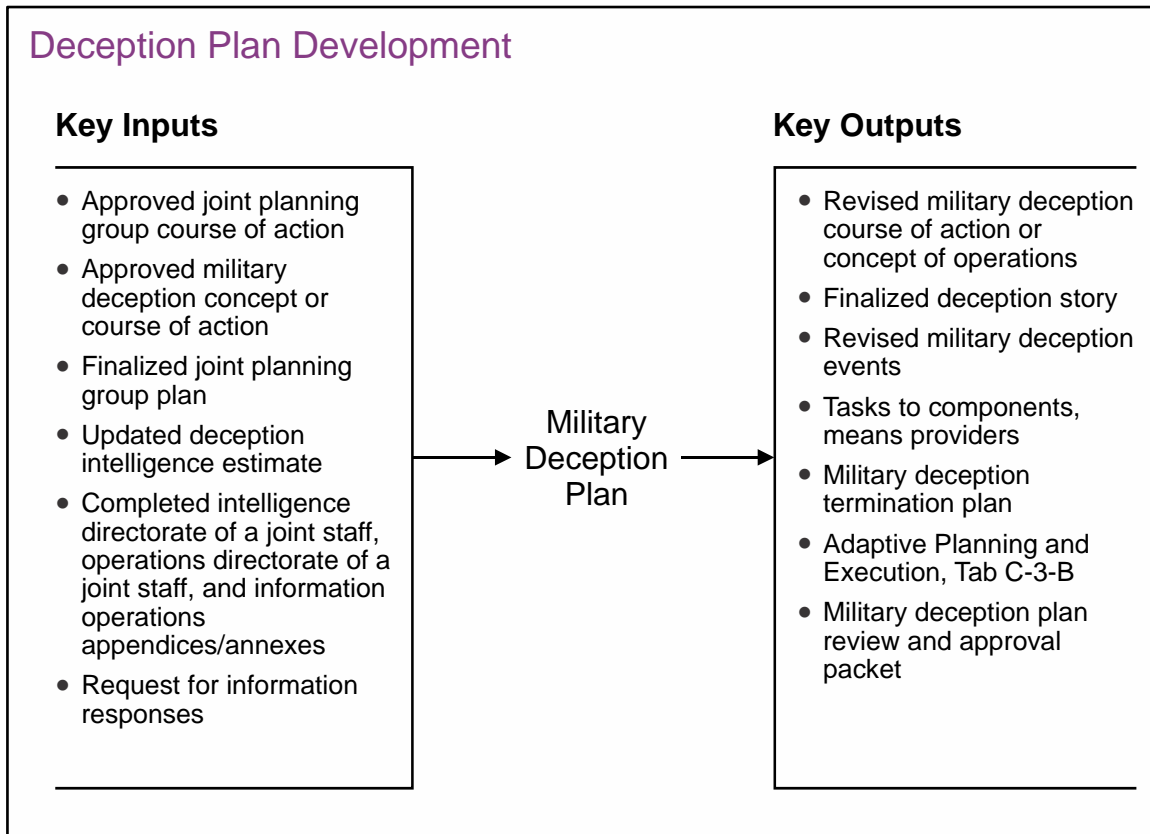 Deception Plan Development
Key Inputs
• Approved joint planning
group course of action
• Approved military
deception concept or
course of action
• Finalized joint planning
group plan
• Updated deception
intelligence estimate
• Completed intelligence
directorate of a joint staff,
operations directorate of a
joint staff, and information
operations
appendices/annexes
• Request for information
responses
Military
Deception
Plan
Key Outputs
• Revised military deception
course of action or
concept of operations
• Finalized deception story
• Revised military deception
events
• Tasks to components,
means providers
• Military deception
termination plan
• Adaptive Planning and
Execution, Tab C-3-B
• Military deception plan
review and approval
packet